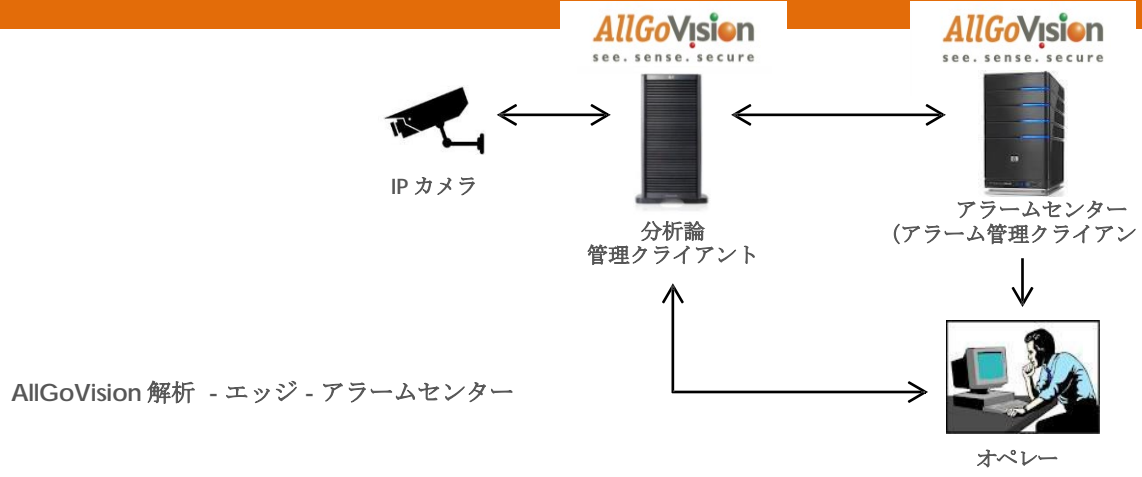 AllGoVision
see. sense. secure
AllGoVision
see. sense. secure
IP カメラ
分析論
管理クライアント
アラームセンター
（アラーム管理クライアン
AllGoVision 解析 - エッジ - アラームセンター
オペレー